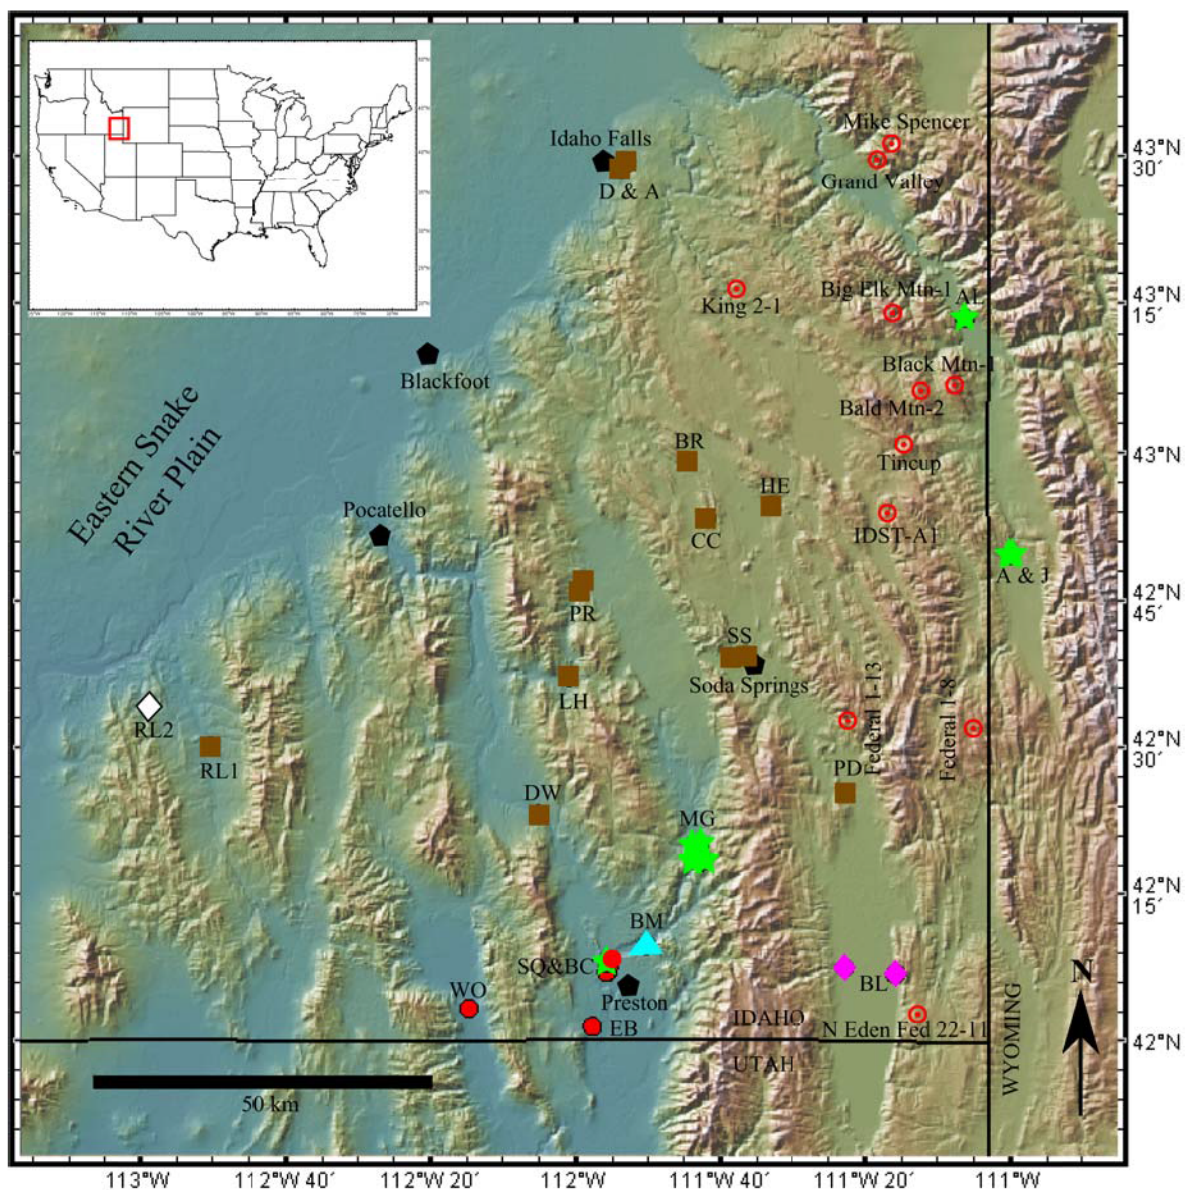 Idaho Falls
D & A
Mike Spencer
Grand Valley
43°N
30´
King 2-1
Big Elk Mtn-1
AL
43°N
15´
Blackfoot
Black Mtn-1
Bald Mtn-2
Eastern Snake
River Plain
BR
Tincup
43°N
HE
Pocatello
CC
IDST-A1
A & J
PR
42°N
45´
SS
Soda Springs
LH
Federal 1-13
Federal 1-8
RL2
RL1
42°N
30´
PD
DW
MG
42°N
15´
BM
SQ&BC
Preston
WO
EB
BL
N
N Eden Fed 22-11
IDAHO
UTAH
WYOMING
42°N
50 km
113°W
112°W 40´
112°W 20´
112°W
111°W 40´
111°W 20´
111°W